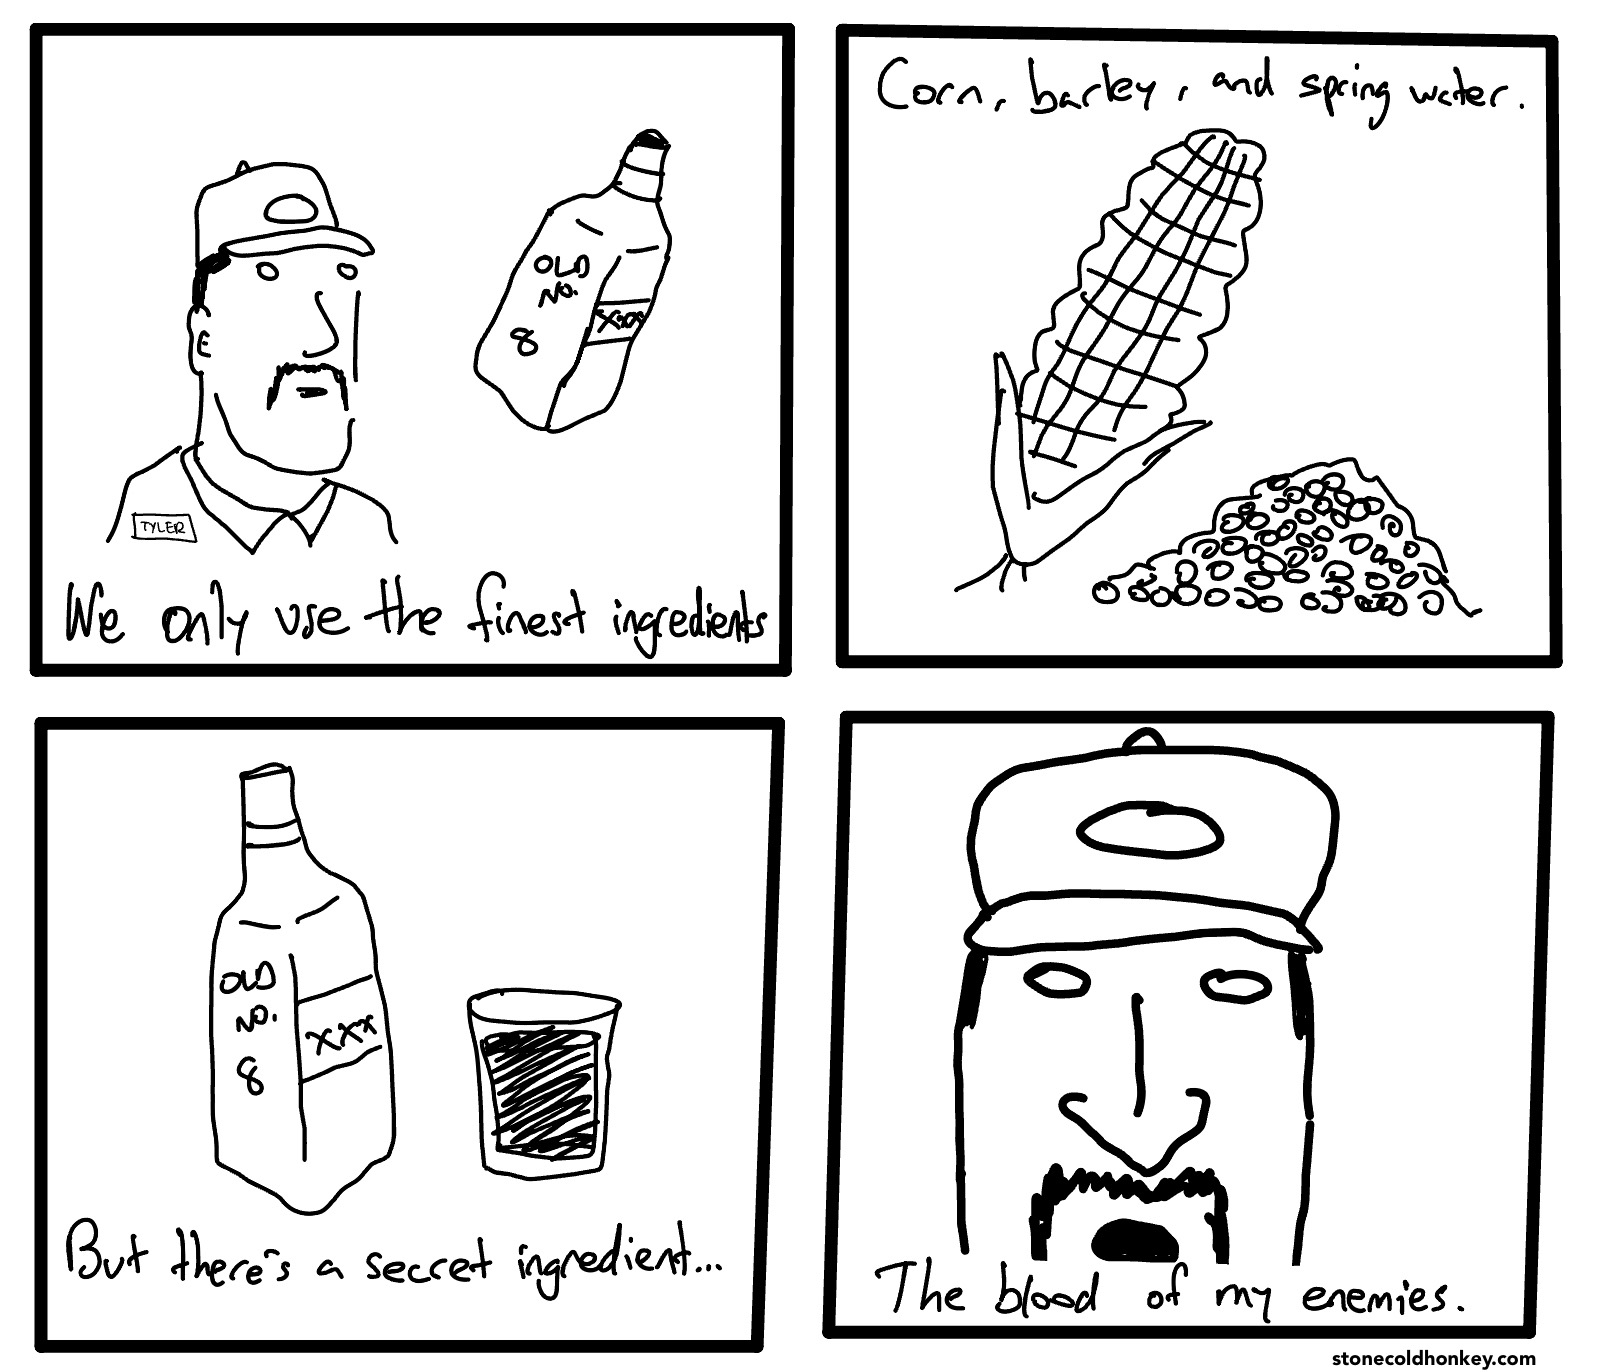 OLD
NO.
8
XXX
TYLER
We only use the finest ingredients
Corn, barley, and spring water.
OLD
NO.
8
XXX
But there's a secret ingredient...
The blood of my enemies.
stonecoldhonkey.com